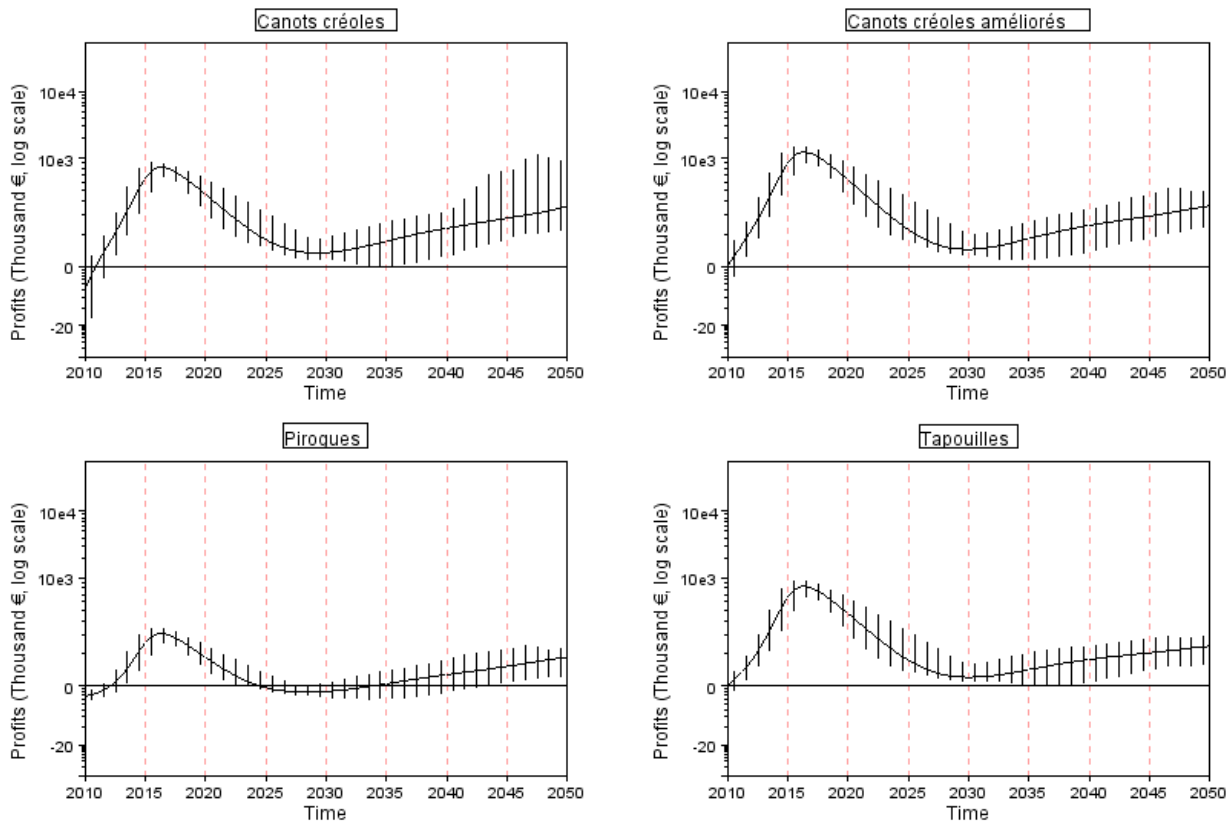 Canots créoles
Profits (Thousand €, log scale)
10e4
10e3
0
-20
2010 2015 2020 2025 2030 2035 2040 2045 2050
Time
Canots créoles améliorés
Profits (Thousand €, log scale)
10e4
10e3
0
-20
2010 2015 2020 2025 2030 2035 2040 2045 2050
Time
Piroques
Profits (Thousand €, log scale)
10e4
10e3
0
-20
2010 2015 2020 2025 2030 2035 2040 2045 2050
Time
Tapouilles
Profits (Thousand €, log scale)
10e4
10e3
0
-20
2010 2015 2020 2025 2030 2035 2040 2045 2050
Time